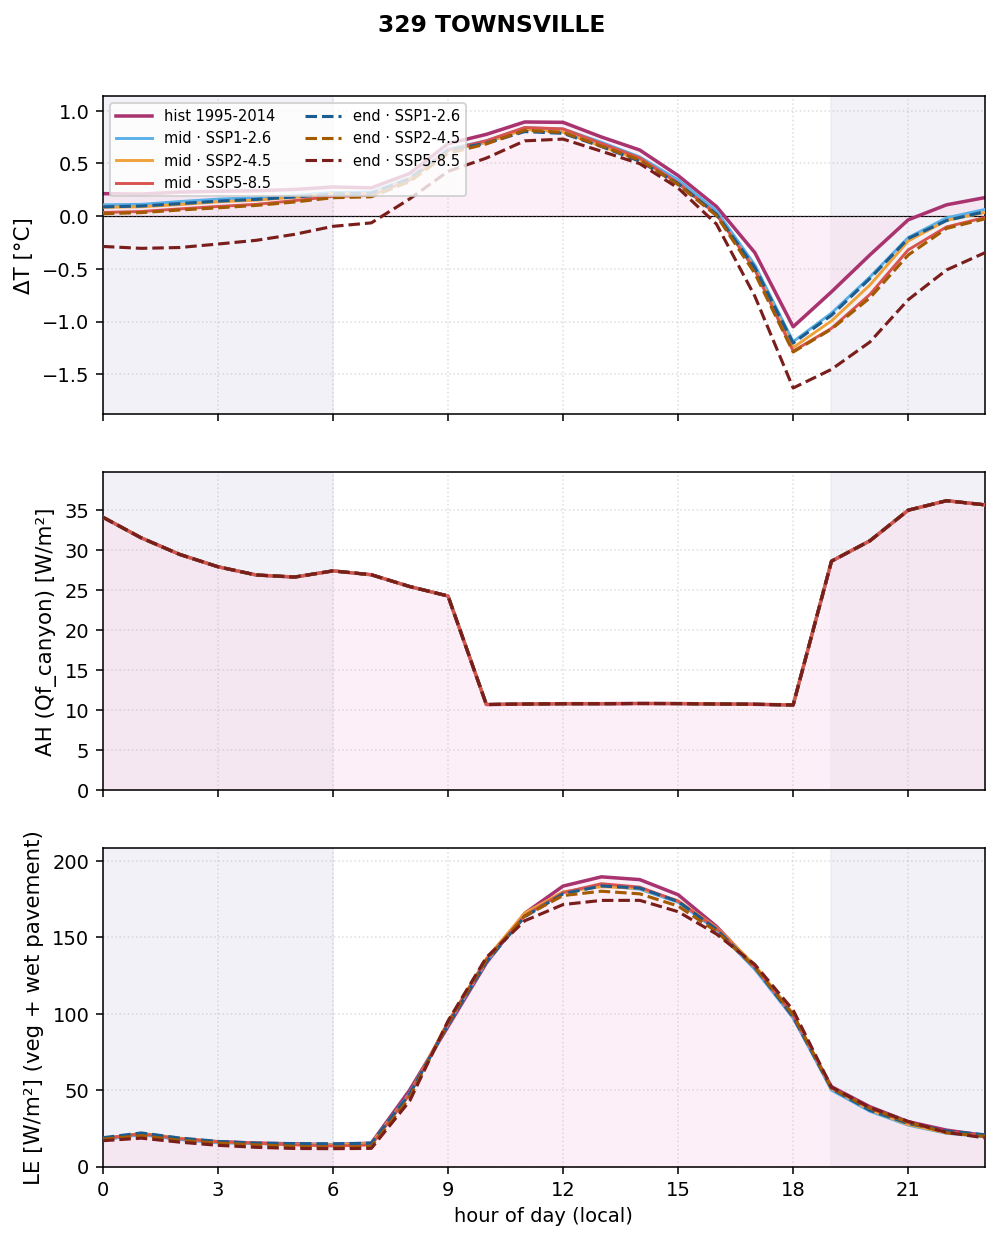 329 TOWNSVILLE
hist 1995-2014
mid · SSP1-2.6
mid · SSP2-4.5
mid · SSP5-8.5
end · SSP1-2.6
end · SSP2-4.5
end · SSP5-8.5
ΔT [°C]
1.0
0.5
0.0
−0.5
−1.0
−1.5
AH (Qf_canyon) [W/m²]
35
30
25
20
15
10
5
0
LE [W/m²] (veg + wet pavement)
200
150
100
50
0
0 3 6 9 12 15 18 21
hour of day (local)